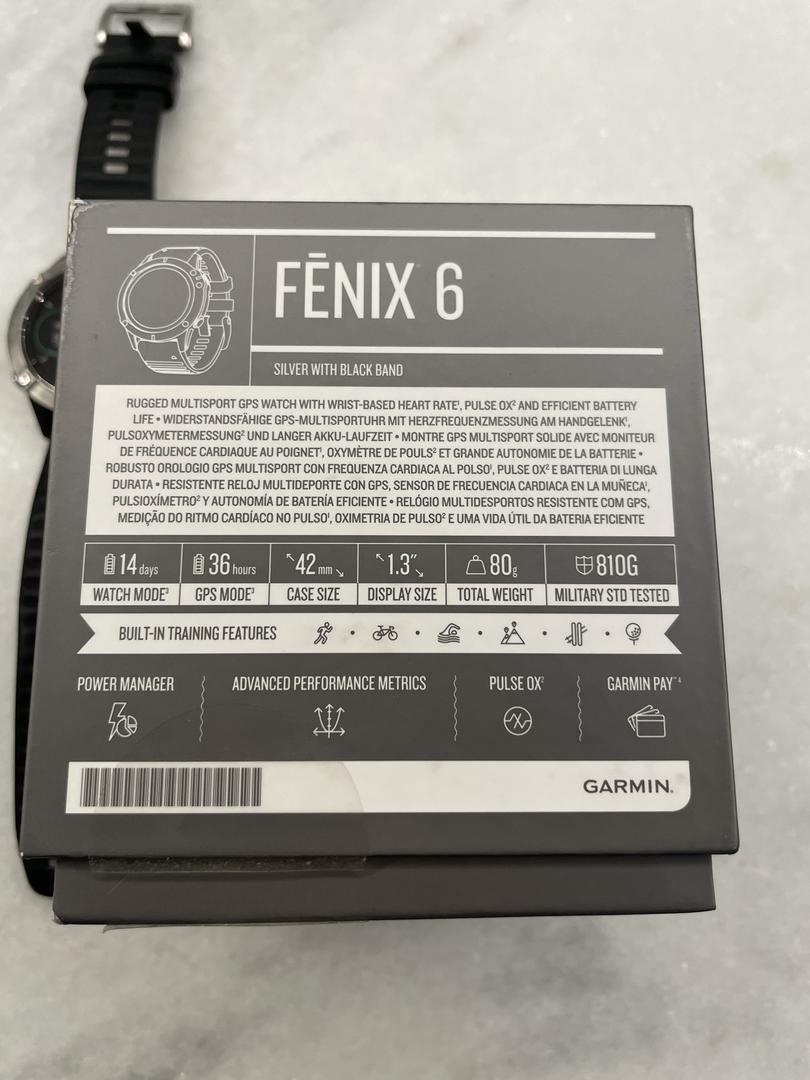 FĒNIX® 6
SILVER WITH BLACK BAND
RUGGED MULTISPORT GPS WATCH WITH WRIST-BASED HEART RATE¹, PULSE OX² AND EFFICIENT BATTERY
LIFE • WIDERSTANDSFÄHIGE GPS-MULTISPORTUHR MIT HERZFREQUENZMESSUNG AM HANDGELENK¹,
PULSOXYMETERMESSUNG² UND LANGER AKKU-LAUFZEIT • MONTRE GPS MULTISPORT SOLIDE AVEC MONITEUR
DE FRÉQUENCE CARDIAQUE AU POIGNET¹, OXYMÈTRE DE POULS² ET GRANDE AUTONOMIE DE LA BATTERIE •
ROBUSTO OROLOGIO GPS MULTISPORT CON FREQUENZA CARDIACA AL POLSO¹, PULSE OX² E BATTERIA DI LUNGA
DURATA • RESISTENTE RELOJ MULTIDEPORTE CON GPS, SENSOR DE FRECUENCIA CARDIACA EN LA MUÑECA¹,
PULSIOXÍMETRO² Y AUTONOMÍA DE BATERÍA EFICIENTE • RELÓGIO MULTIDESPORTOS RESISTENTE COM GPS,
MEDIÇÃO DO RITMO CARDÍACO NO PULSO¹, OXIMETRIA DE PULSO² E UMA VIDA ÚTIL DA BATERIA EFICIENTE
14 days 36 hours 42 mm 1.3″ 80g 810G
WATCH MODE³ GPS MODE³ CASE SIZE DISPLAY SIZE TOTAL WEIGHT MILITARY STD TESTED
BUILT-IN TRAINING FEATURES
POWER MANAGER ADVANCED PERFORMANCE METRICS PULSE OX² GARMIN PAY™ ⁴
GARMIN®